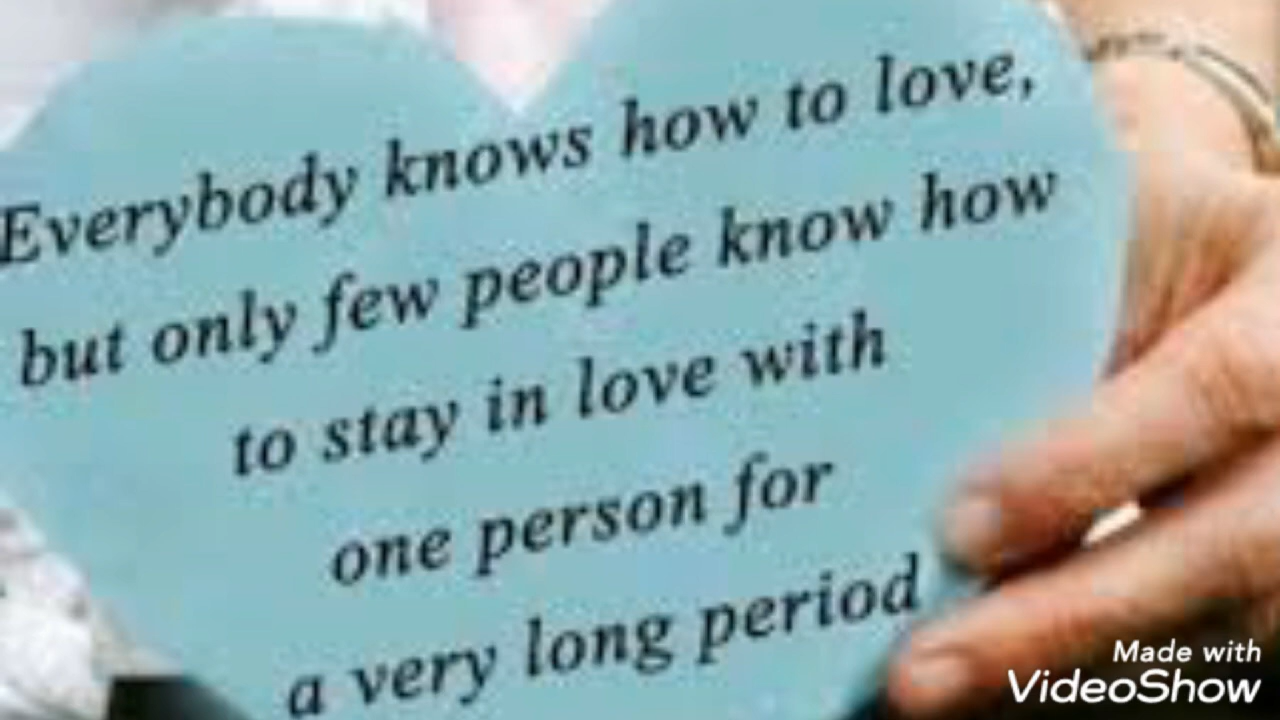 Everybody knows how to love,
but only few people know how
to stay in love with
one person for
a very long period
Made with
VideoShow